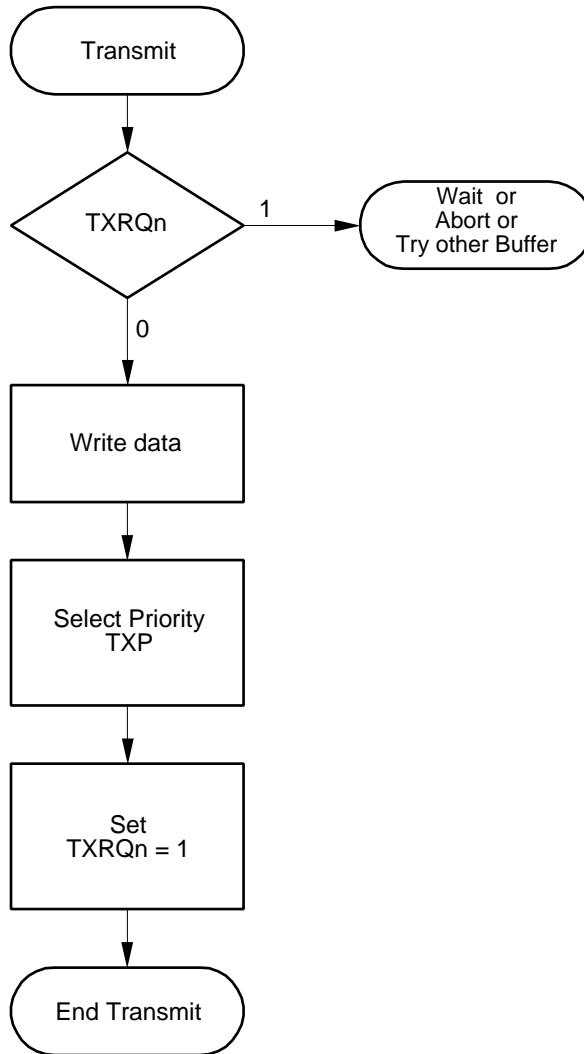 Transmit
TXRQn
1
Wait or
Abort or
Try other Buffer
0
Write data
Select Priority
TXP
Set
TXRQn = 1
End Transmit